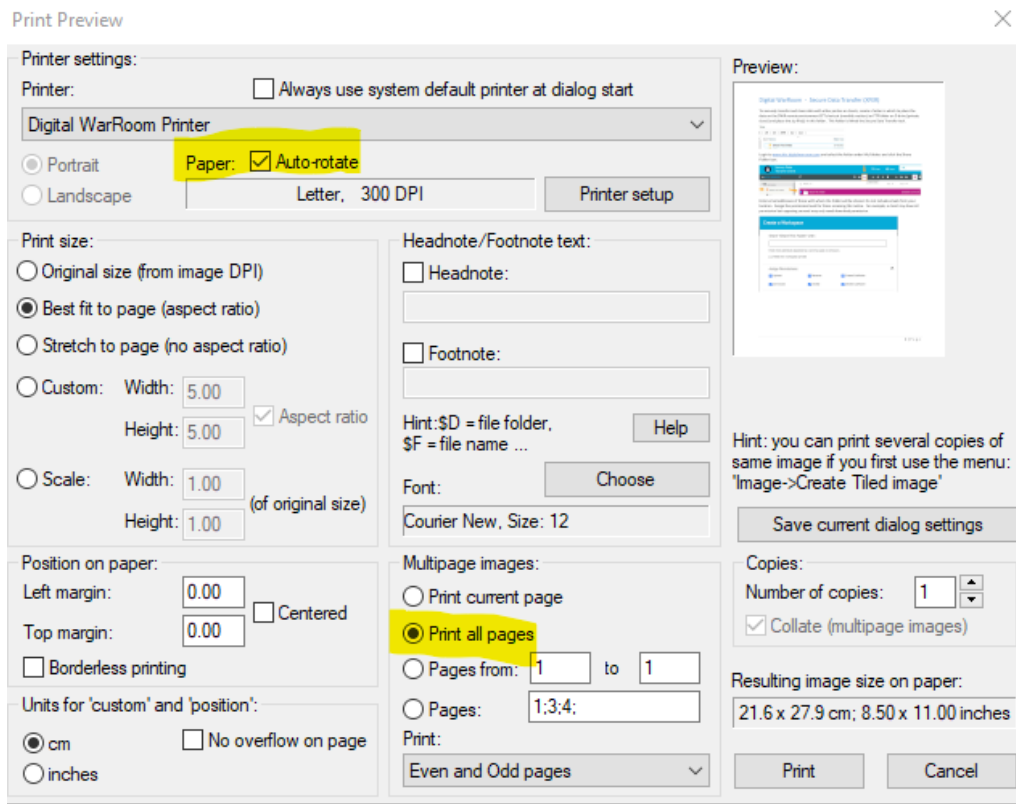 Print Preview
Printer settings:
Printer:
Always use system default printer at dialog start
Digital WarRoom Printer
Portrait
Landscape
Paper:
Auto-rotate
Letter, 300 DPI
Printer setup
Print size:
Original size (from image DPI)
Best fit to page (aspect ratio)
Stretch to page (no aspect ratio)
Custom:
Width: 5.00
Height: 5.00
Aspect ratio
Scale:
Width: 1.00
Height: 1.00
(of original size)
Position on paper:
Left margin: 0.00
Top margin: 0.00
Centered
Borderless printing
Units for 'custom' and 'position':
cm
inches
No overflow on page
Headnote/Footnote text:
Headnote:
Footnote:
Hint:$D = file folder,
$F = file name ...
Help
Font:
Choose
Courier New, Size: 12
Multipage images:
Print current page
Print all pages
Pages from: 1 to 1
Pages: 1;3;4;
Print:
Even and Odd pages
Preview:
Digital WarRoom - Secure Data Transfer (SFTP)
Create a Workspace
Hint: you can print several copies of
same image if you first use the menu:
'Image->Create Tiled image'
Save current dialog settings
Copies:
Number of copies: 1
Collate (multipage images)
Resulting image size on paper:
21.6 x 27.9 cm; 8.50 x 11.00 inches
Print
Cancel